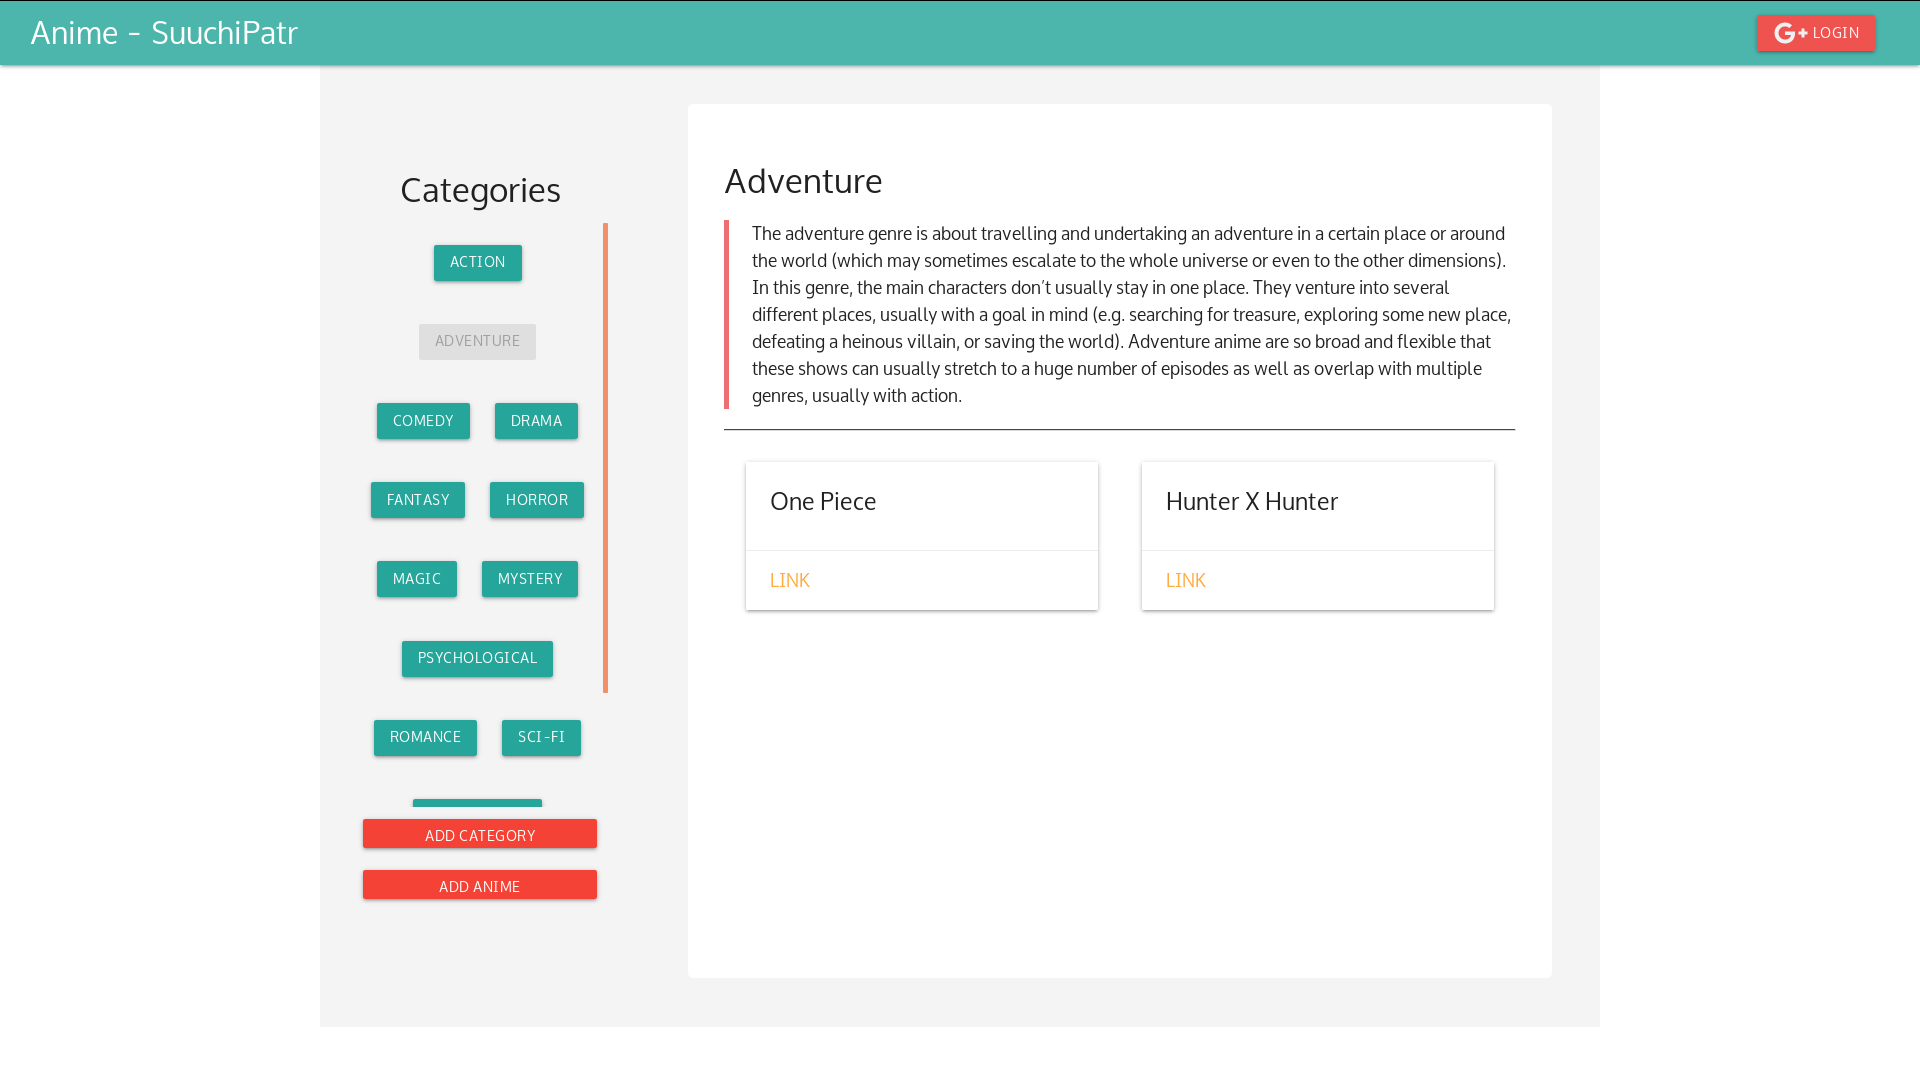 Anime - SuuchiPatr
G+ LOGIN
Categories
ACTION
ADVENTURE
COMEDY DRAMA
FANTASY HORROR
MAGIC MYSTERY
PSYCHOLOGICAL
ROMANCE SCI-FI
ADD CATEGORY
ADD ANIME
Adventure
The adventure genre is about travelling and undertaking an adventure in a certain place or around
the world (which may sometimes escalate to the whole universe or even to the other dimensions).
In this genre, the main characters don’t usually stay in one place. They venture into several
different places, usually with a goal in mind (e.g. searching for treasure, exploring some new place,
defeating a heinous villain, or saving the world). Adventure anime are so broad and flexible that
these shows can usually stretch to a huge number of episodes as well as overlap with multiple
genres, usually with action.
One Piece
LINK
Hunter X Hunter
LINK